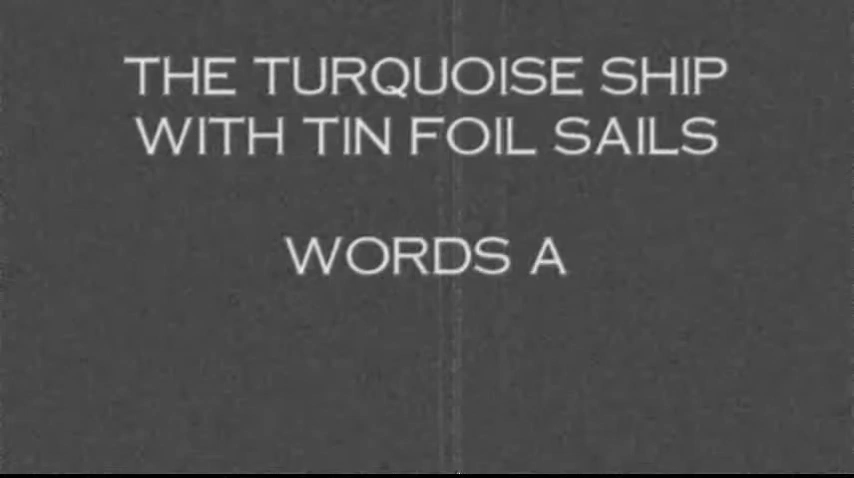 THE TURQUOISE SHIP
WITH TIN FOIL SAILS
WORDS A